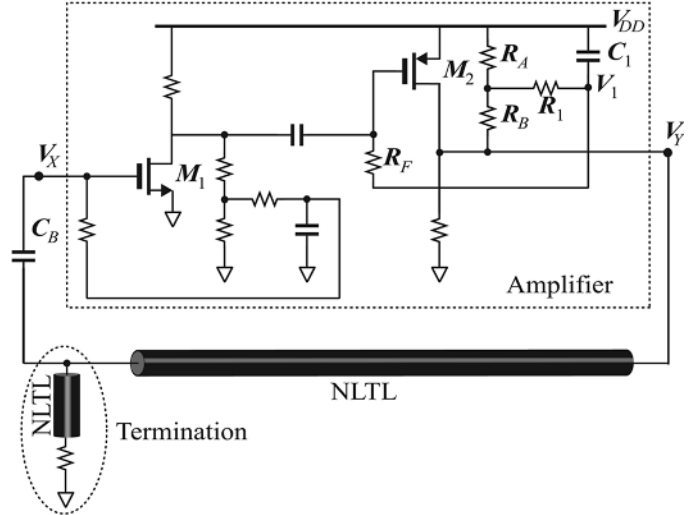 V_DD
R_A
C_1
M_2
V_1
R_1
R_B
V_Y
V_X
M_1
R_F
C_B
Amplifier
NLTL
NLTL
Termination